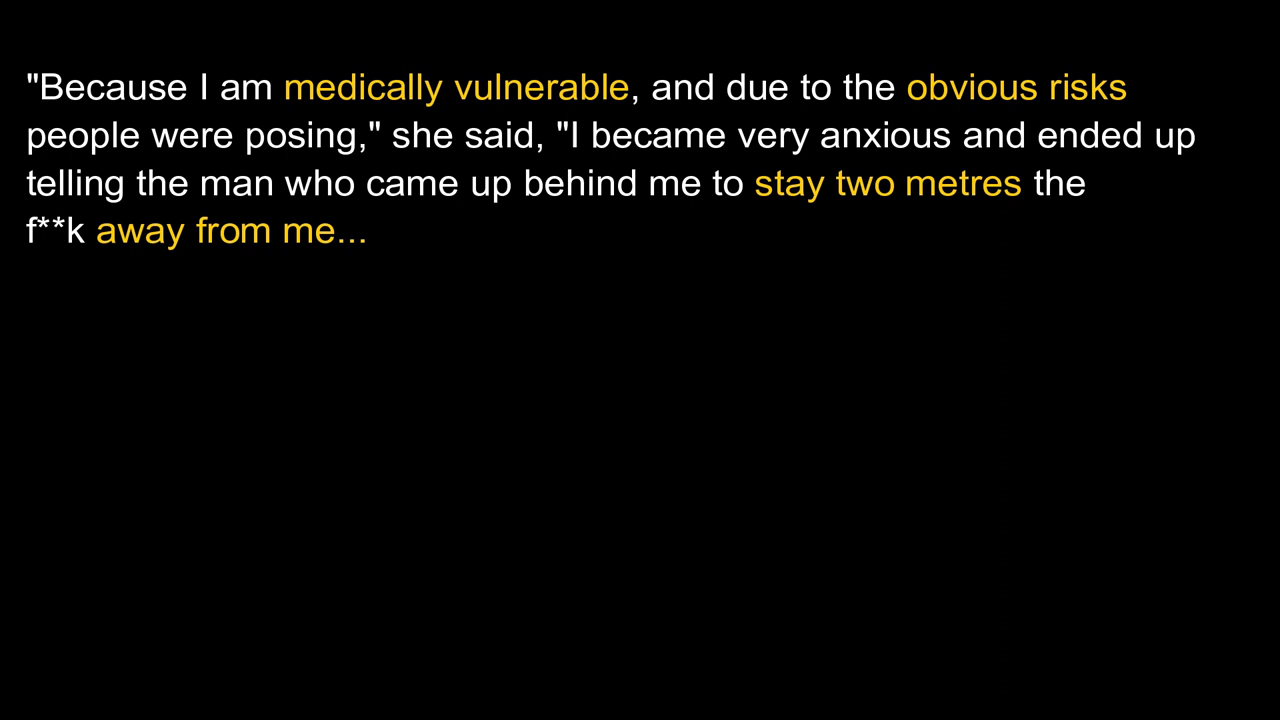 "Because I am medically vulnerable, and due to the obvious risks
people were posing," she said, "I became very anxious and ended up
telling the man who came up behind me to stay two metres the
f**k away from me...